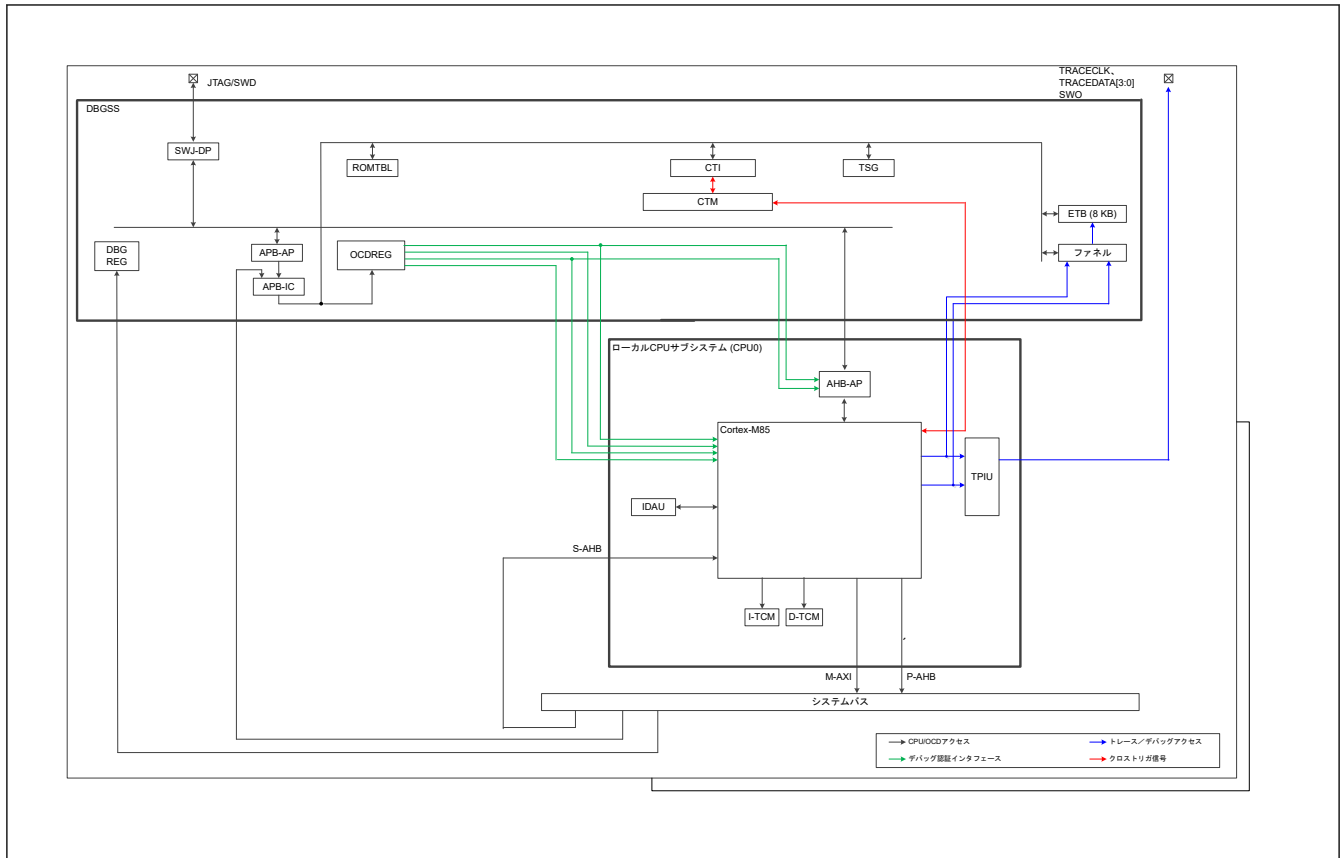 JTAG/SWD
TRACECLK、
TRACEDATA[3:0]
SWO
DBGSS
SWJ-DP
ROMTBL
CTI
TSG
CTM
ETB (8 KB)
DBG
REG
APB-AP
OCDREG
ファネル
APB-IC
ローカルCPUサブシステム (CPU0)
AHB-AP
Cortex-M85
TPIU
IDAU
S-AHB
I-TCM
D-TCM
M-AXI
P-AHB
システムバス
CPU/OCDアクセス
トレース／デバッグアクセス
デバッグ認証インタフェース
クロストリガ信号